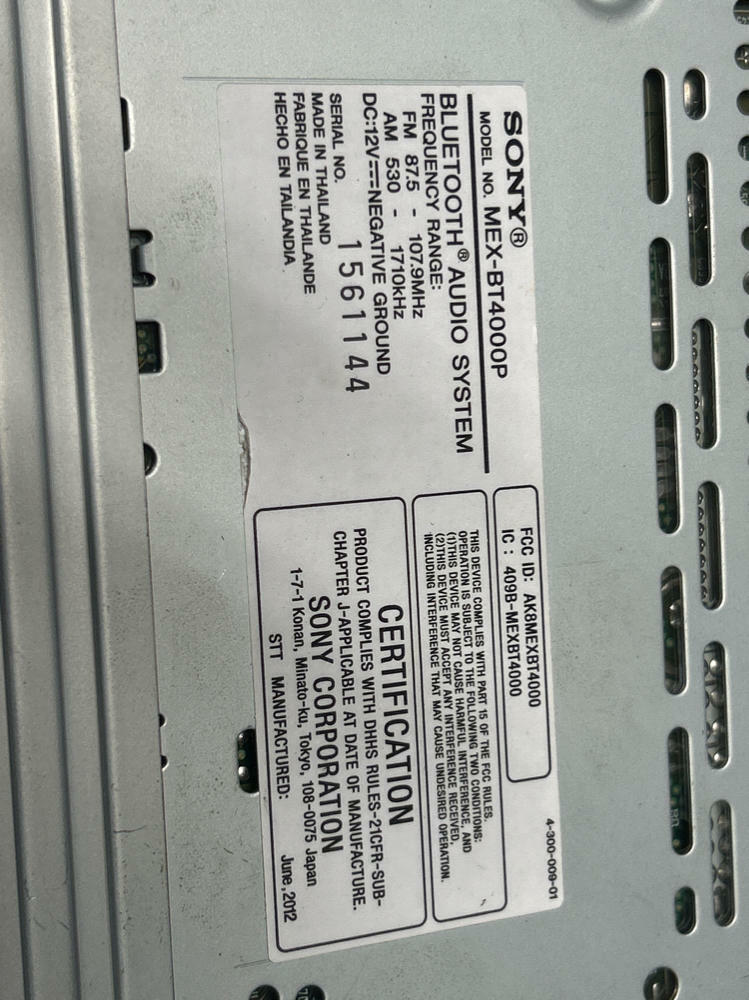 SONY®
MODEL NO. MEX-BT4000P
BLUETOOTH® AUDIO SYSTEM
FREQUENCY RANGE:
FM 87.5 - 107.9MHz
AM 530 - 1710kHz
DC:12V⎓NEGATIVE GROUND
SERIAL NO. 1561144
MADE IN THAILAND
FABRIQUE EN THAILANDE
HECHO EN TAILANDIA
4-300-009-01
FCC ID: AK8MEXBT4000
IC : 409B-MEXBT4000
THIS DEVICE COMPLIES WITH PART 15 OF THE FCC RULES.
OPERATION IS SUBJECT TO THE FOLLOWING TWO CONDITIONS:
(1)THIS DEVICE MAY NOT CAUSE HARMFUL INTERFERENCE, AND
(2)THIS DEVICE MUST ACCEPT ANY INTERFERENCE RECEIVED,
INCLUDING INTERFERENCE THAT MAY CAUSE UNDESIRED OPERATION.
CERTIFICATION
PRODUCT COMPLIES WITH DHHS RULES-21CFR-SUB-
CHAPTER J-APPLICABLE AT DATE OF MANUFACTURE.
SONY CORPORATION
1-7-1 Konan, Minato-ku, Tokyo, 108-0075 Japan
STT MANUFACTURED: June,2012